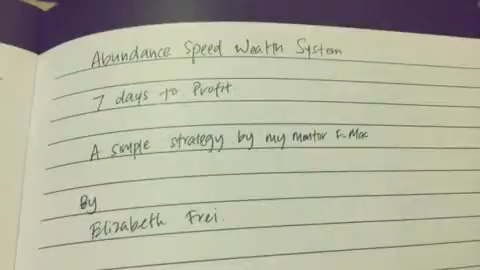 Abundance Speed Wealth System
7 days to Profit
A simple strategy by my mentor F-Mac
By
Elizabeth Frei.